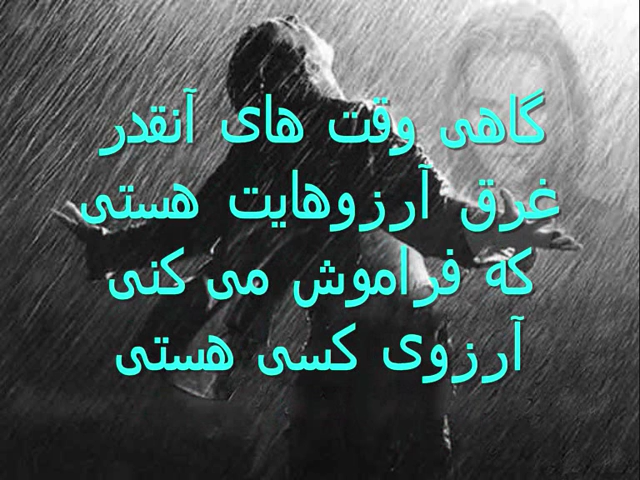 گاهی وقت های آنقدر
غرق آرزوهایت هستی
که فراموش می کنی
آرزوی کسی هستی